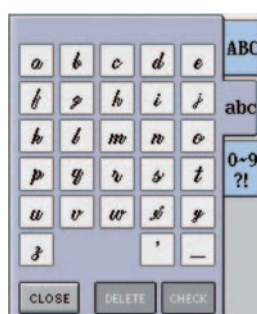 a b c d e
f g h i j
k l m n o
p q r s t
u v w x y
z ' _
ABC
abc
0~9
?!
CLOSE DELETE CHECK